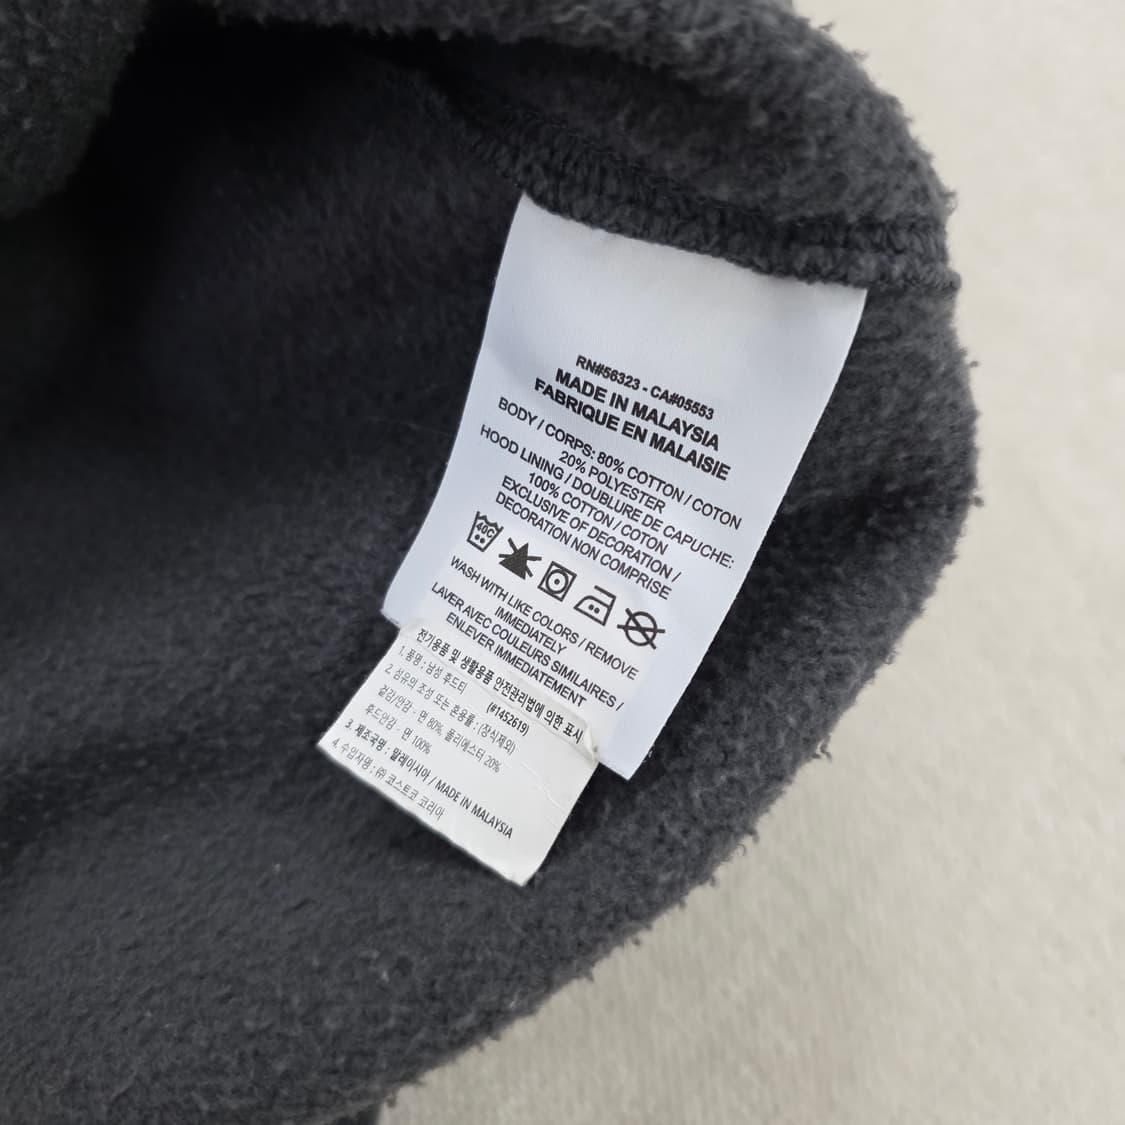 RN#56323 - CA#05553
MADE IN MALAYSIA
FABRIQUE EN MALAISIE
BODY / CORPS: 80% COTTON / COTON
20% POLYESTER
HOOD LINING / DOUBLURE DE CAPUCHE:
100% COTTON / COTON
EXCLUSIVE OF DECORATION /
DECORATION NON COMPRISE
40C
WASH WITH LIKE COLORS / REMOVE
IMMEDIATELY
LAVER AVEC COULEURS SIMILAIRES /
ENLEVER IMMEDIATEMENT
전기용품 및 생활용품 안전관리법에 의한 표시
1. 품명 : 남성 후드티 (#1452619)
2. 섬유의 조성 또는 혼용률 : (장식제외)
겉감/안감 - 면 80%, 폴리에스터 20%
후드안감 - 면 100%
3. 제조국명 : 말레이시아 / MADE IN MALAYSIA
4. 수입자명 : ㈜ 코스트코 코리아